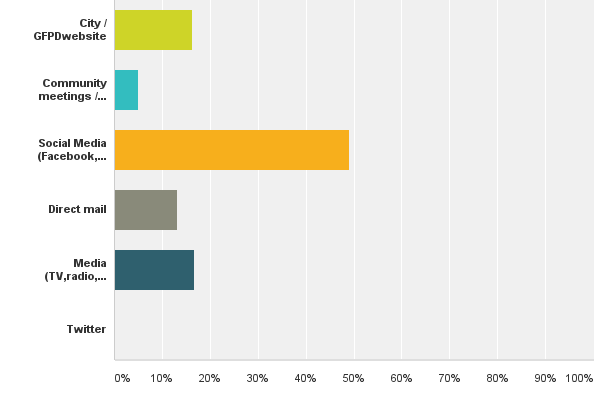 City /
GFPDwebsite
Community
meetings /...
Social Media
(Facebook,...
Direct mail
Media
(TV,radio,...
Twitter
0% 10% 20% 30% 40% 50% 60% 70% 80% 90% 100%